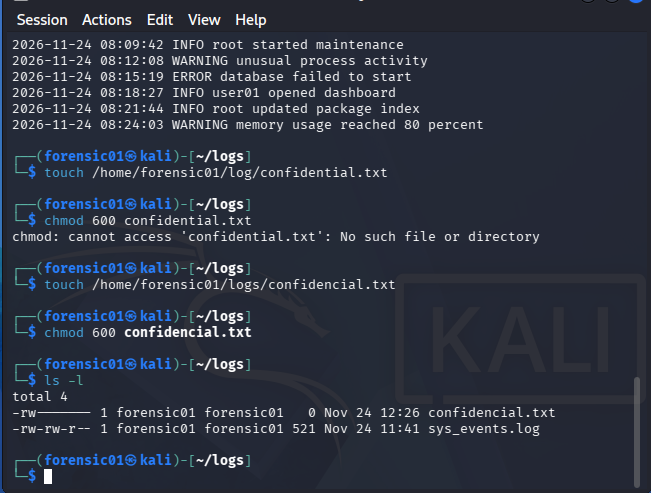 Session Actions Edit View Help
2026-11-24 08:09:42 INFO root started maintenance
2026-11-24 08:12:08 WARNING unusual process activity
2026-11-24 08:15:19 ERROR database failed to start
2026-11-24 08:18:27 INFO user01 opened dashboard
2026-11-24 08:21:44 INFO root updated package index
2026-11-24 08:24:03 WARNING memory usage reached 80 percent
┌──(forensic01㉿kali)-[~/logs]
└─$ touch /home/forensic01/log/confidential.txt
┌──(forensic01㉿kali)-[~/logs]
└─$ chmod 600 confidential.txt
chmod: cannot access 'confidential.txt': No such file or directory
┌──(forensic01㉿kali)-[~/logs]
└─$ touch /home/forensic01/logs/confidencial.txt
┌──(forensic01㉿kali)-[~/logs]
└─$ chmod 600 confidencial.txt
┌──(forensic01㉿kali)-[~/logs]
└─$ ls -l
total 4
-rw------- 1 forensic01 forensic01   0 Nov 24 12:26 confidencial.txt
-rw-rw-r-- 1 forensic01 forensic01 521 Nov 24 11:41 sys_events.log
┌──(forensic01㉿kali)-[~/logs]
└─$
KALI